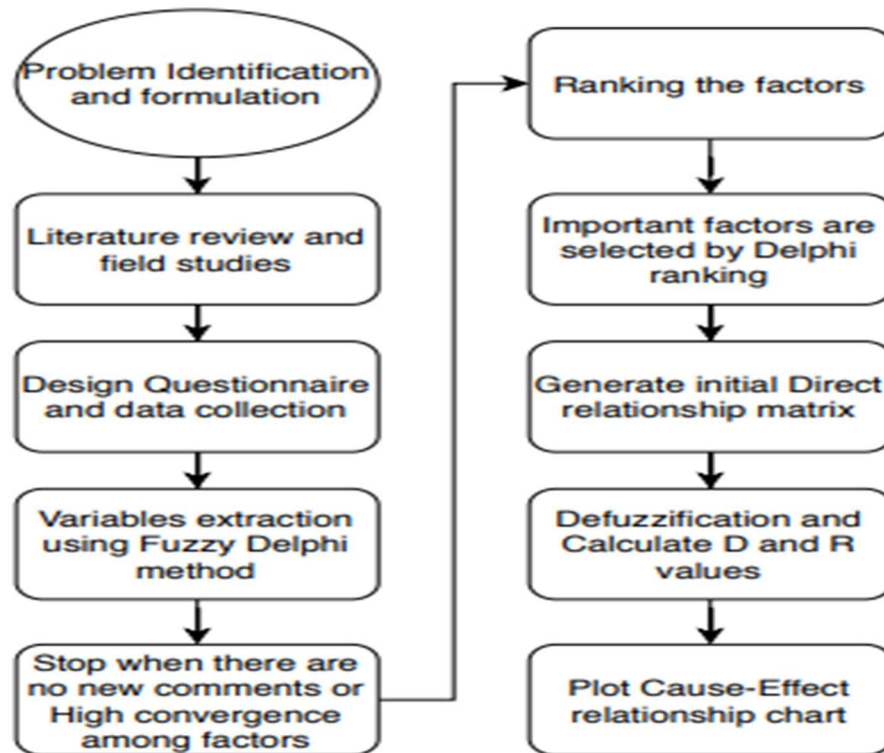 Problem Identification
and formulation
Literature review and
field studies
Design Questionnaire
and data collection
Variables extraction
using Fuzzy Delphi
method
Stop when there are
no new comments or
High convergence
among factors
Ranking the factors
Important factors are
selected by Delphi
ranking
Generate initial Direct
relationship matrix
Defuzzification and
Calculate D and R
values
Plot Cause-Effect
relationship chart